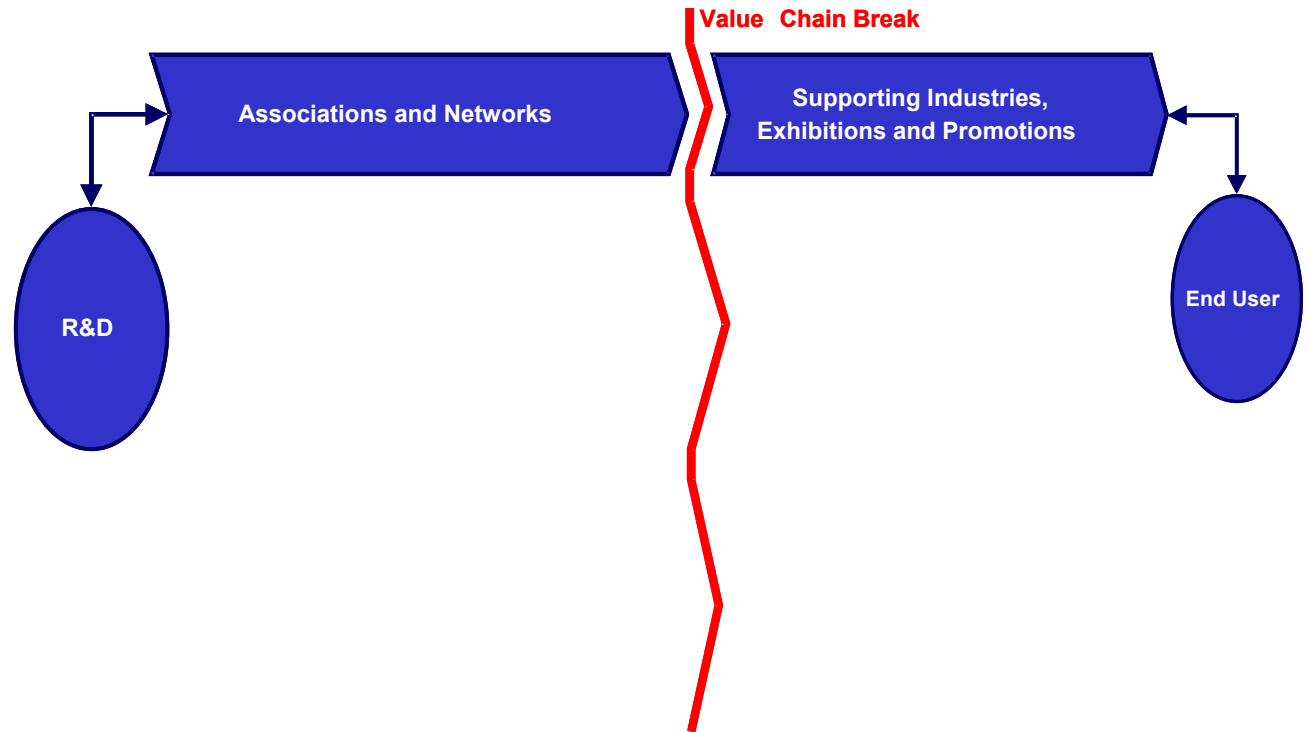 Value Chain Break
Associations and Networks
Supporting Industries,
Exhibitions and Promotions
R&D
End User